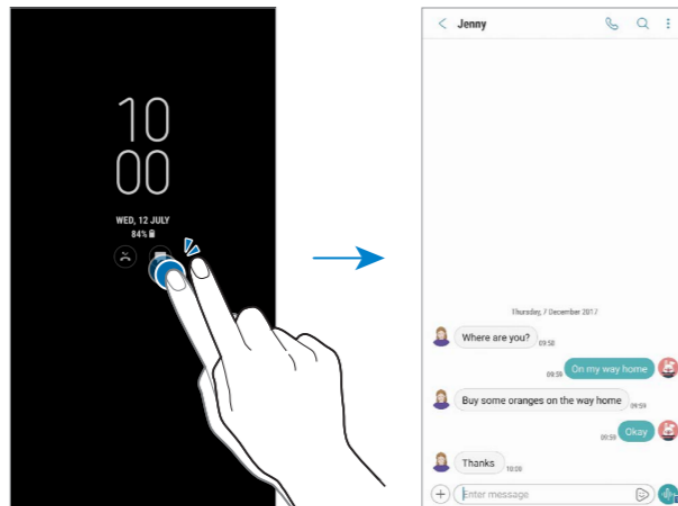 10
00
WED, 12 JULY
84%
Jenny
Thursday, 7 December 2017
Where are you?
09:58
09:59
On my way home
Buy some oranges on the way home
09:59
09:59
Okay
Thanks
10:00
Enter message